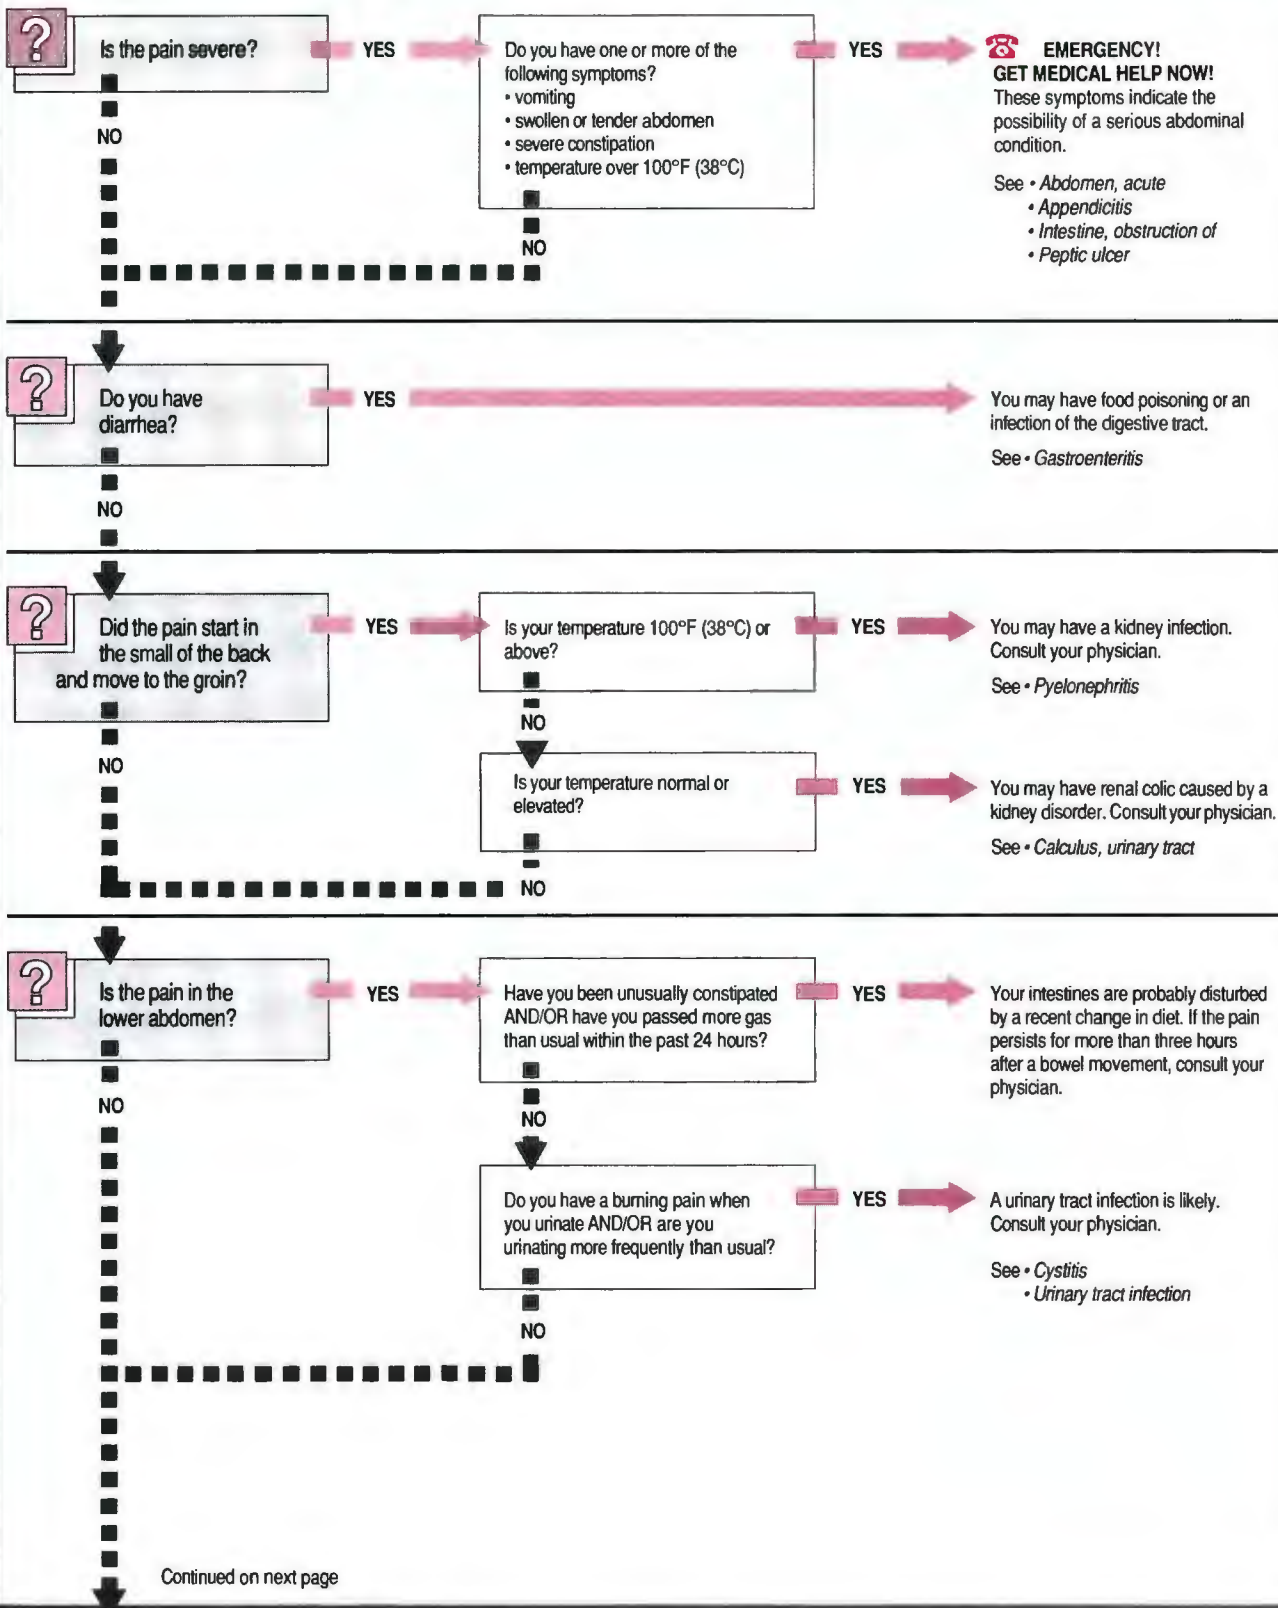 ?
Is the pain severe?
YES
Do you have one or more of the
following symptoms?
• vomiting
• swollen or tender abdomen
• severe constipation
• temperature over 100°F (38°C)
YES
EMERGENCY!
GET MEDICAL HELP NOW!
These symptoms indicate the
possibility of a serious abdominal
condition.
See • Abdomen, acute
• Appendicitis
• Intestine, obstruction of
• Peptic ulcer
NO
NO
?
Do you have
diarrhea?
YES
You may have food poisoning or an
infection of the digestive tract.
See • Gastroenteritis
NO
?
Did the pain start in
the small of the back
and move to the groin?
YES
Is your temperature 100°F (38°C) or
above?
YES
You may have a kidney infection.
Consult your physician.
See • Pyelonephritis
NO
NO
Is your temperature normal or
elevated?
YES
You may have renal colic caused by a
kidney disorder. Consult your physician.
See • Calculus, urinary tract
NO
?
Is the pain in the
lower abdomen?
YES
Have you been unusually constipated
AND/OR have you passed more gas
than usual within the past 24 hours?
YES
Your intestines are probably disturbed
by a recent change in diet. If the pain
persists for more than three hours
after a bowel movement, consult your
physician.
NO
NO
Do you have a burning pain when
you urinate AND/OR are you
urinating more frequently than usual?
YES
A urinary tract infection is likely.
Consult your physician.
See • Cystitis
• Urinary tract infection
NO
Continued on next page